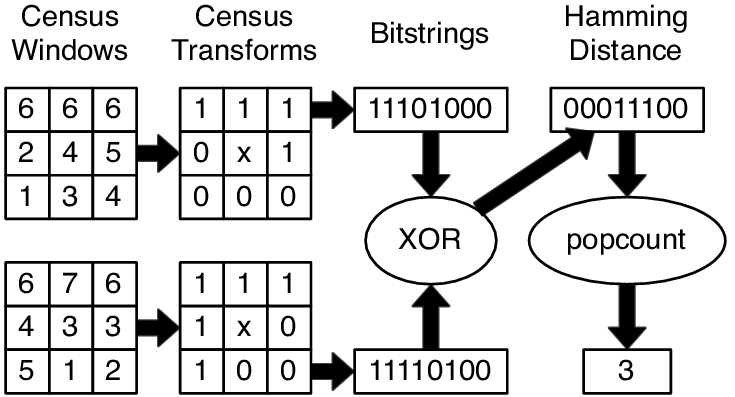 Census Windows
Census Transforms
Bitstrings
Hamming Distance
6 6 6
2 4 5
1 3 4
1 1 1
0 x 1
0 0 0
11101000
00011100
XOR
popcount
6 7 6
4 3 3
5 1 2
1 1 1
1 x 0
1 0 0
11110100
3